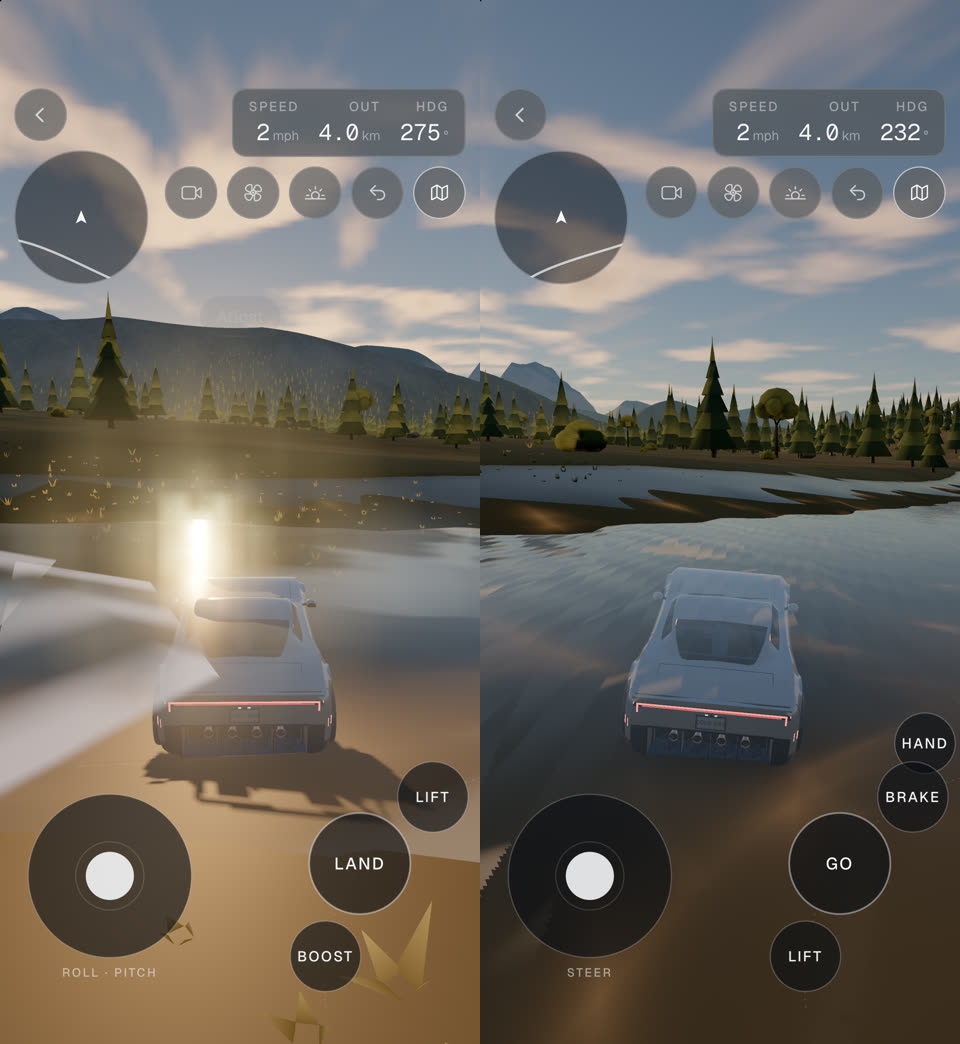 SPEED OUT HDG
2 mph 4.0 km 275°
Afloat
LIFT
LAND
BOOST
ROLL · PITCH
SPEED OUT HDG
2 mph 4.0 km 232°
HAND
BRAKE
GO
LIFT
STEER